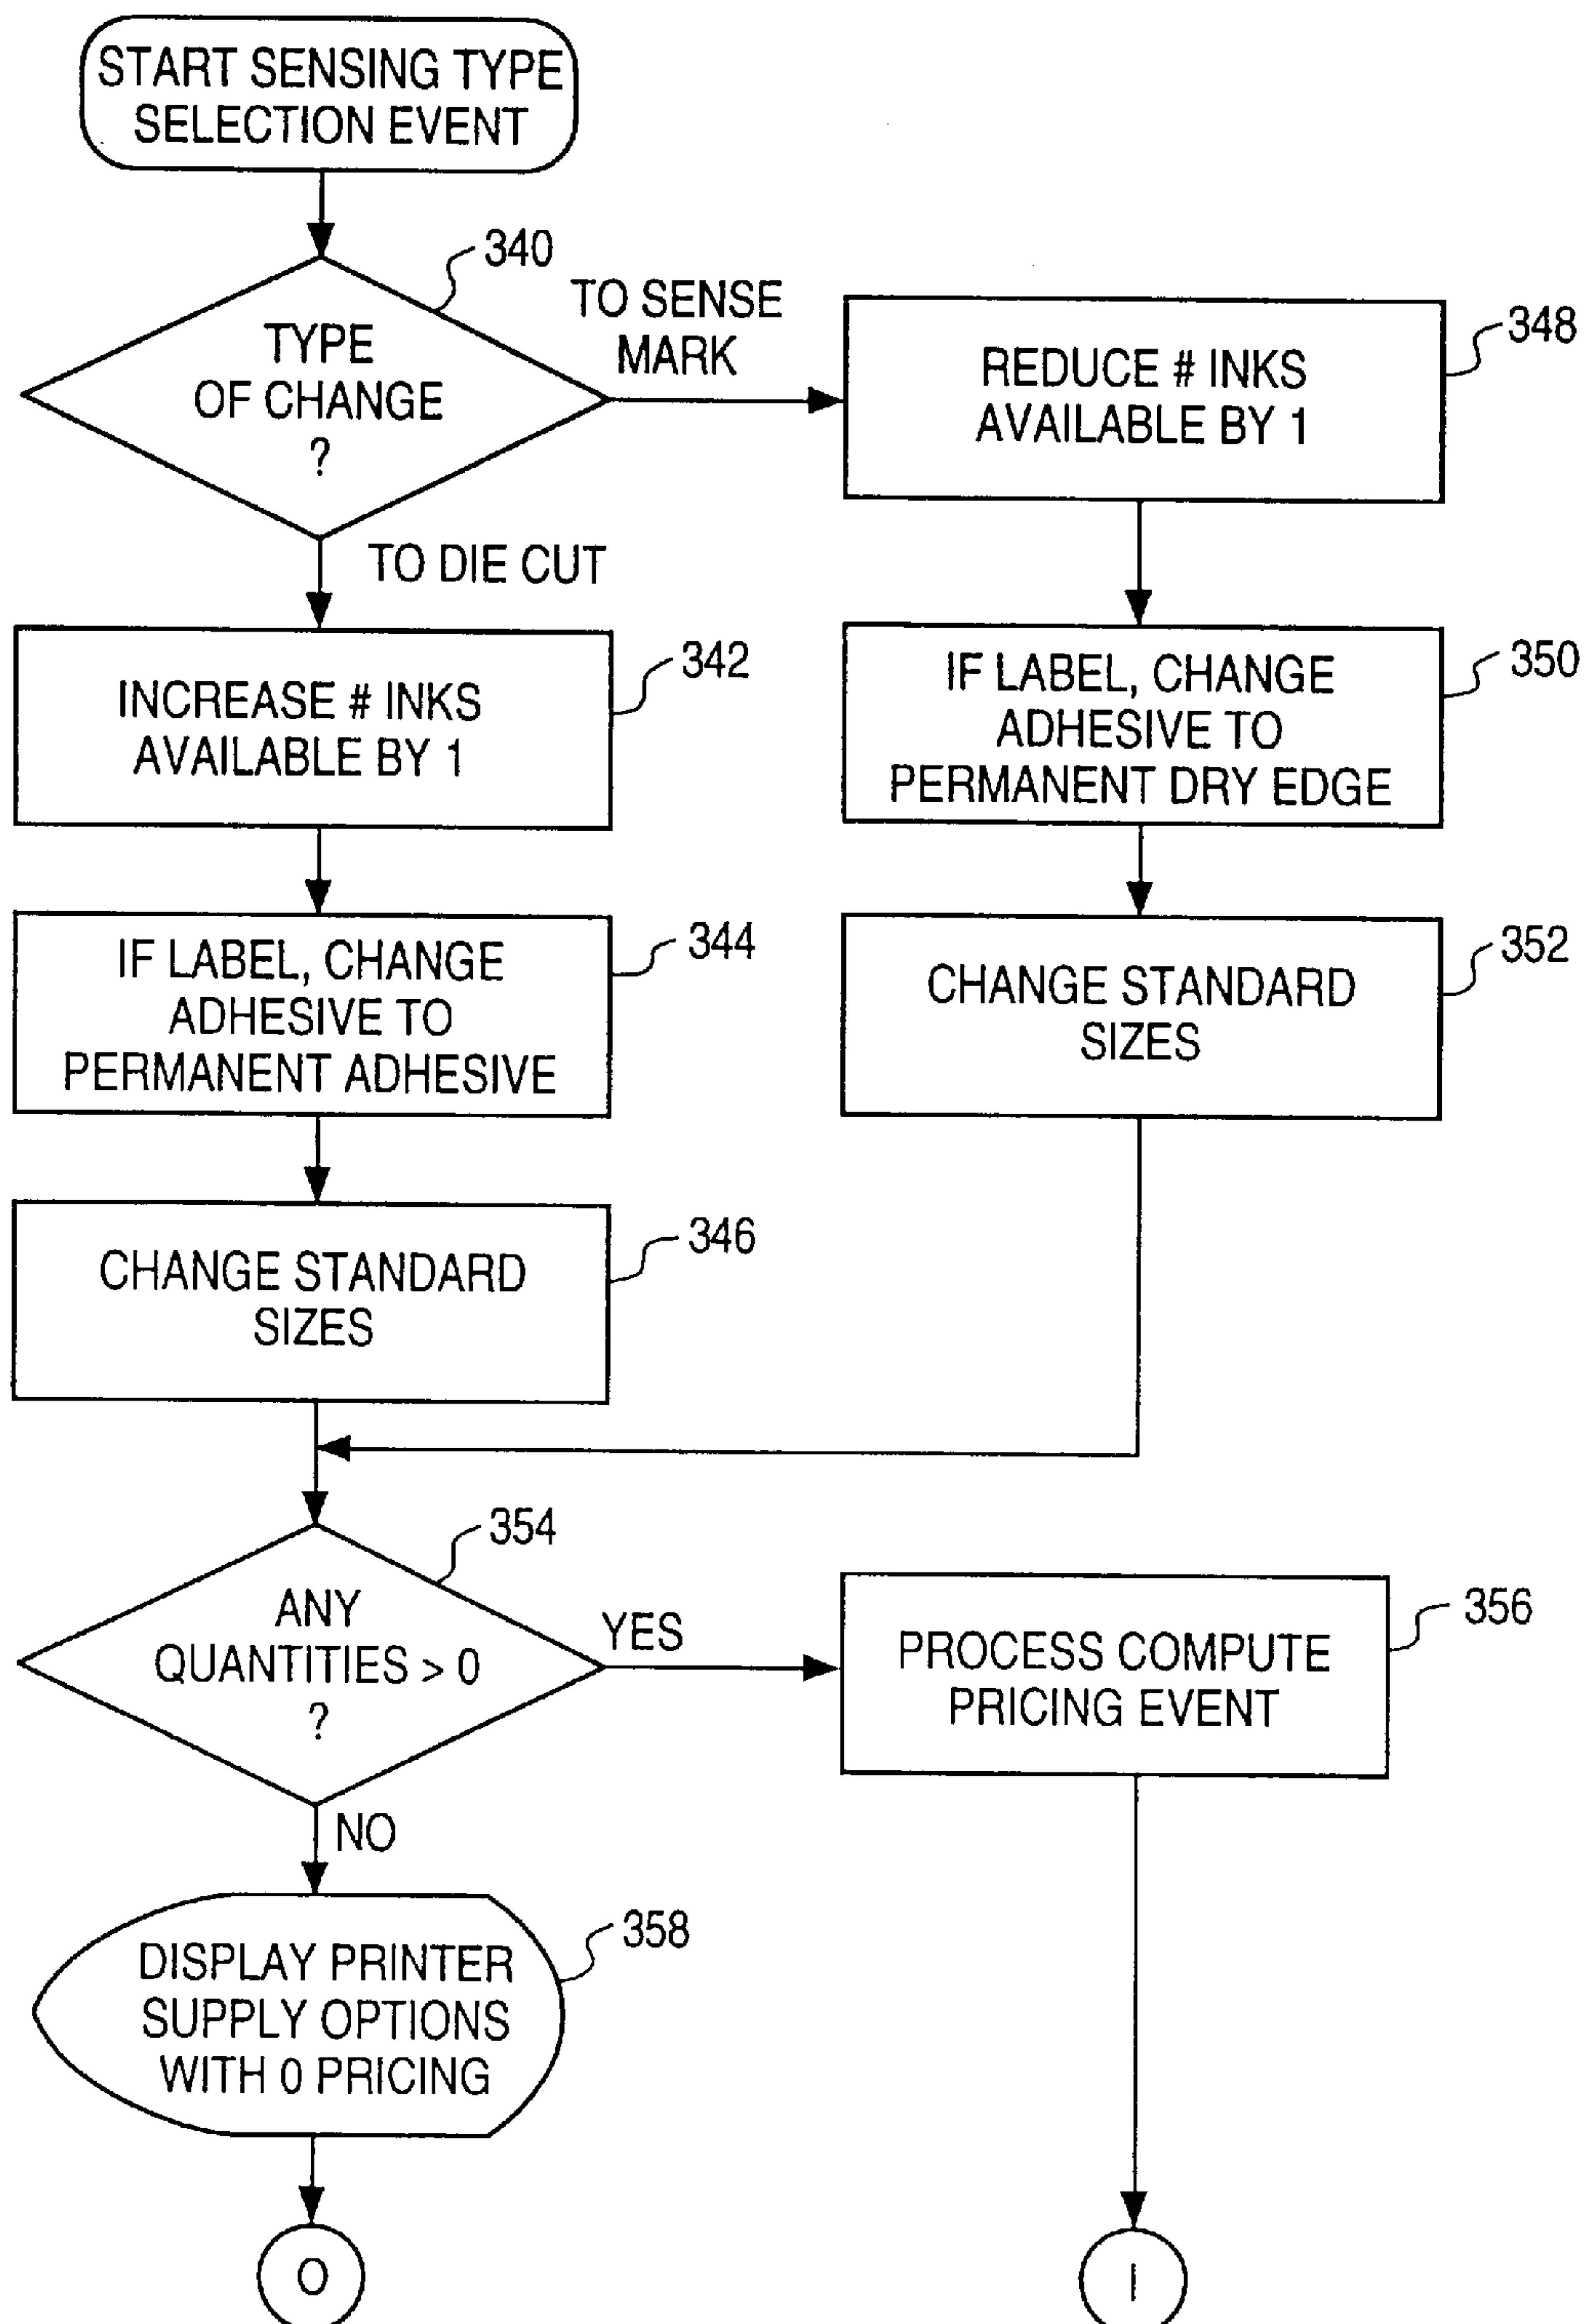 START SENSING TYPE
SELECTION EVENT
340
TYPE
OF CHANGE
?
TO SENSE
MARK
348
REDUCE # INKS
AVAILABLE BY 1
TO DIE CUT
342
INCREASE # INKS
AVAILABLE BY 1
350
IF LABEL, CHANGE
ADHESIVE TO
PERMANENT DRY EDGE
344
IF LABEL, CHANGE
ADHESIVE TO
PERMANENT ADHESIVE
352
CHANGE STANDARD
SIZES
346
CHANGE STANDARD
SIZES
354
ANY
QUANTITIES > 0
?
YES
356
PROCESS COMPUTE
PRICING EVENT
NO
358
DISPLAY PRINTER
SUPPLY OPTIONS
WITH 0 PRICING
O
I